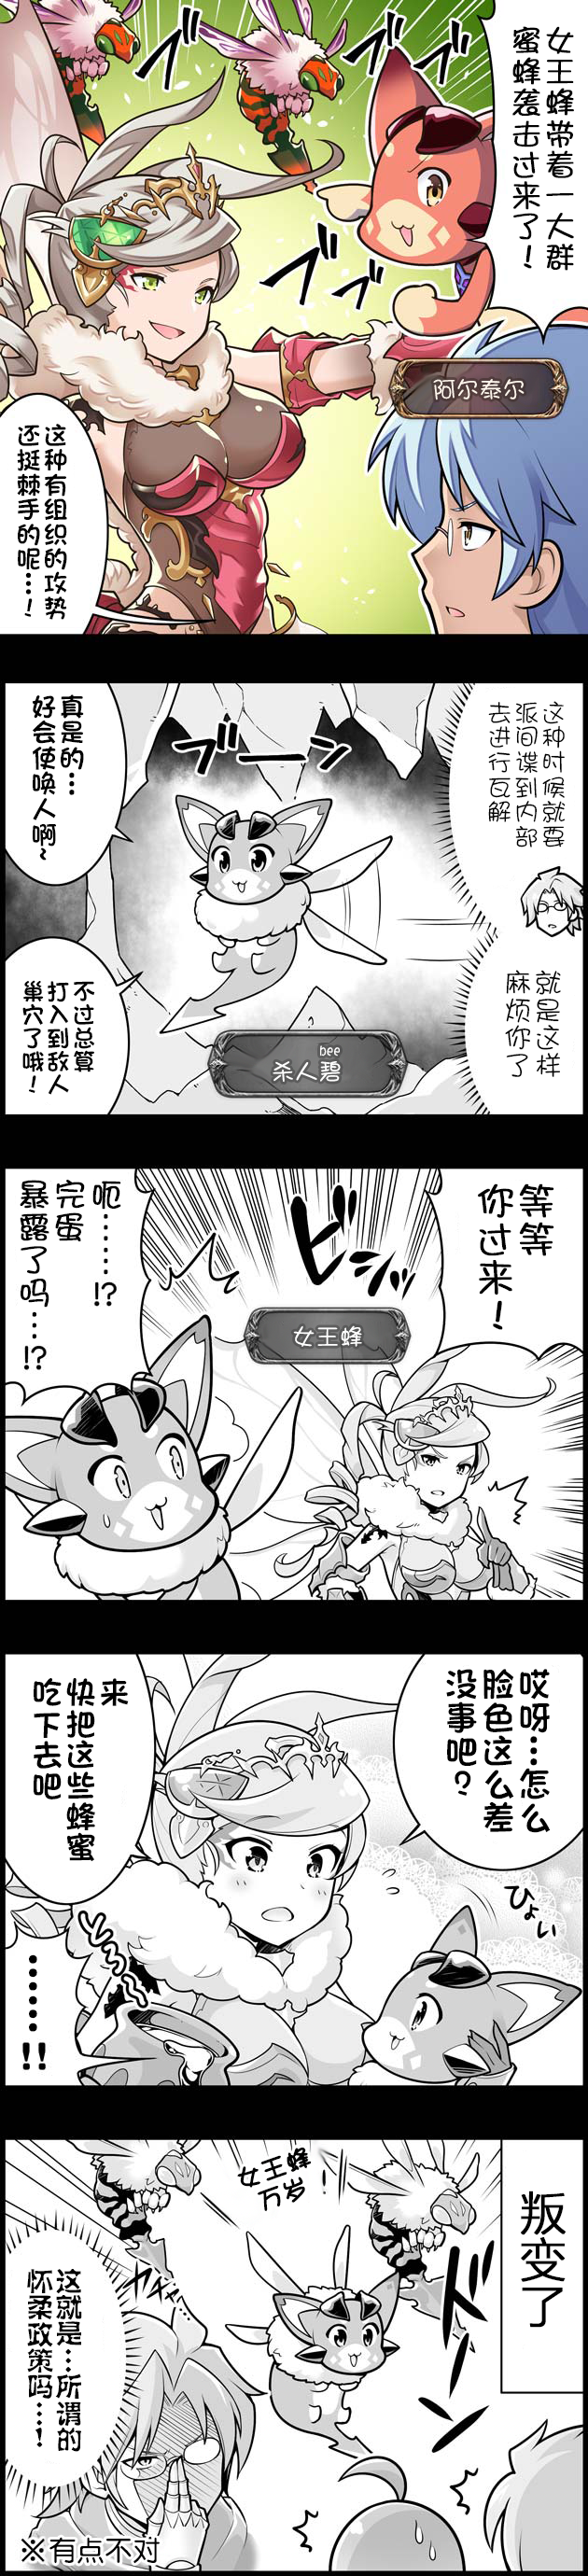 女王蜂带着一大群
蜜蜂袭击过来了！
ブブブ
ブブブ
阿尔泰尔
这种有组织的攻势
还挺棘手的呢…！
这种时候就要
派间谍到内部
去进行瓦解
就是这样
麻烦你了
ブーン
真是的…
好会使唤人啊~
不过总算
打入到敌人
巢穴了哦！
bee
杀人碧
等等
你过来！
ビシッ
女王蜂
呃……!?
完蛋
暴露了吗…!?
哎呀…怎么
脸色这么差
没事吧？
ひょい
来
快把这些蜂蜜
吃下去吧
……!!
叛变了
女王蜂
万岁！
ドドン
这就是…所谓的
怀柔政策吗…！
※有点不对